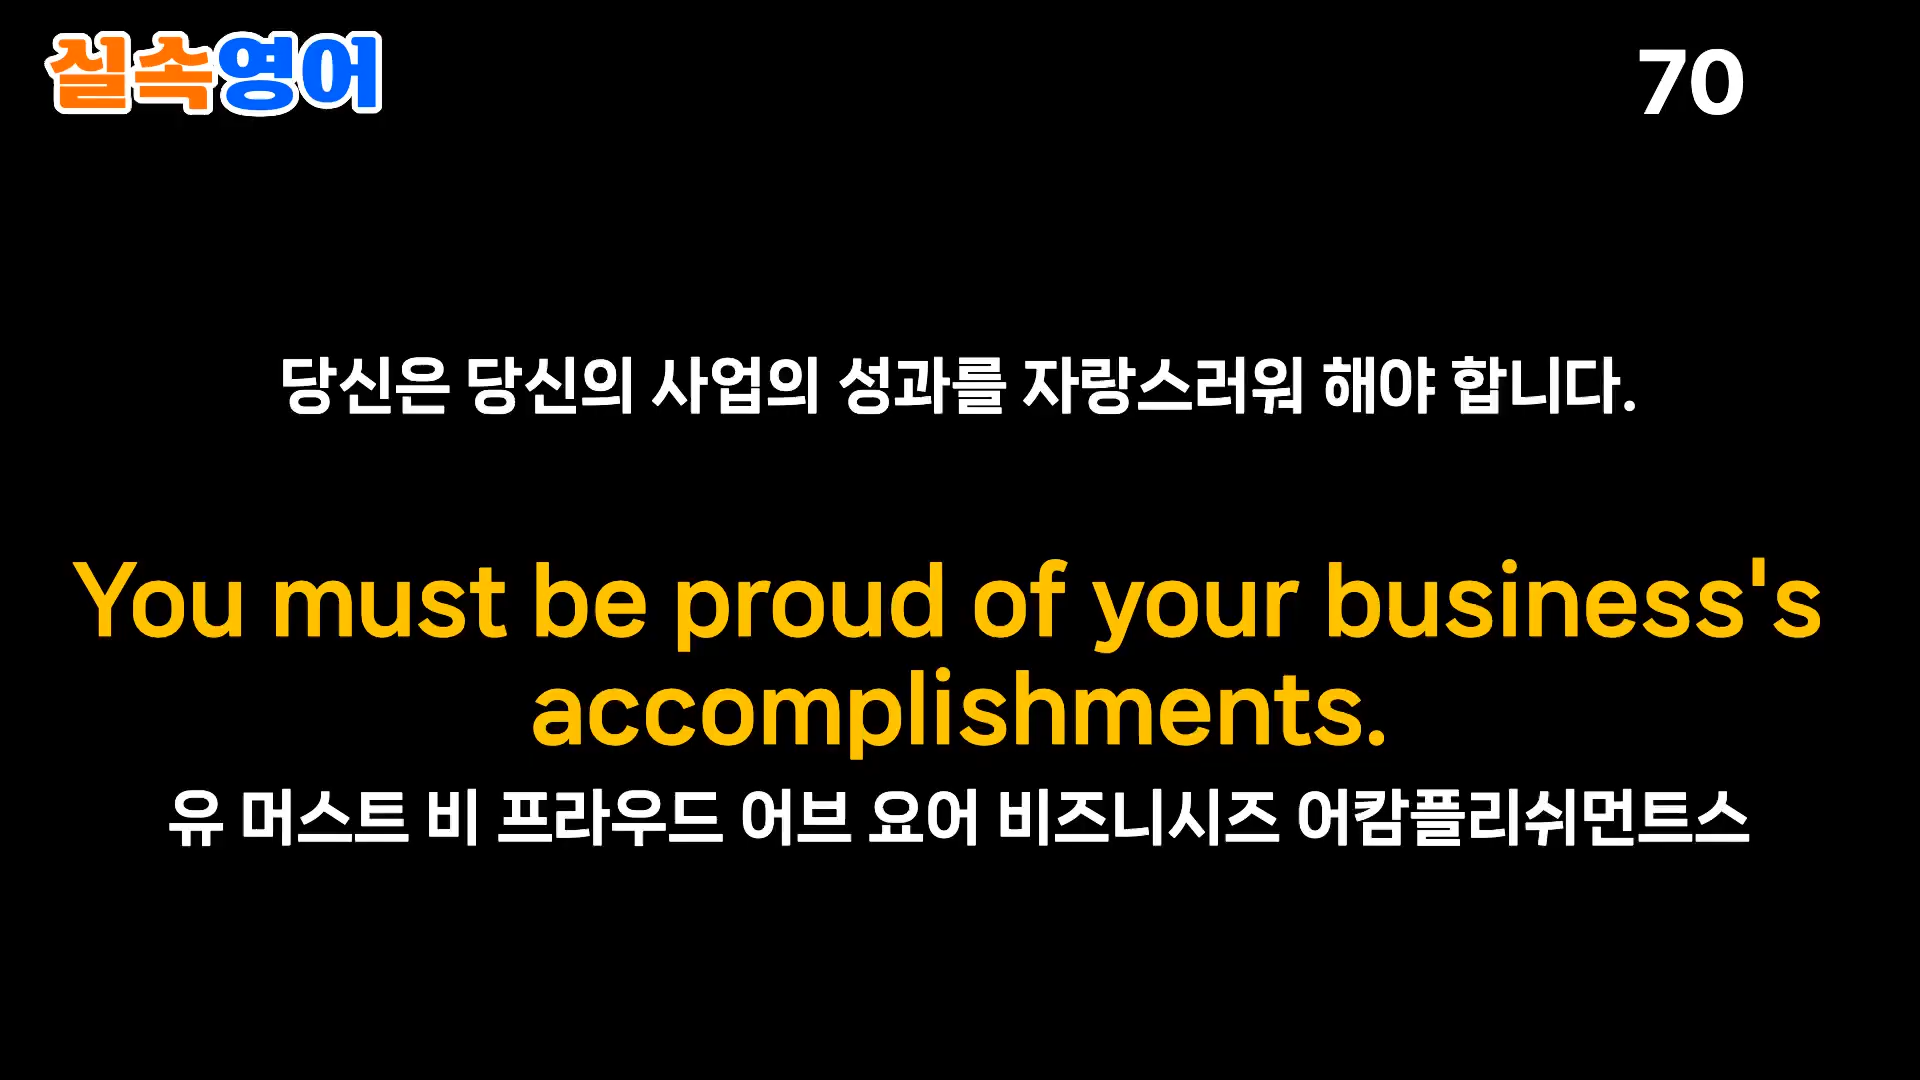 실속영어
70
당신은 당신의 사업의 성과를 자랑스러워 해야 합니다.
You must be proud of your business's
accomplishments.
유 머스트 비 프라우드 어브 요어 비즈니시즈 어캄플리쉬먼트스